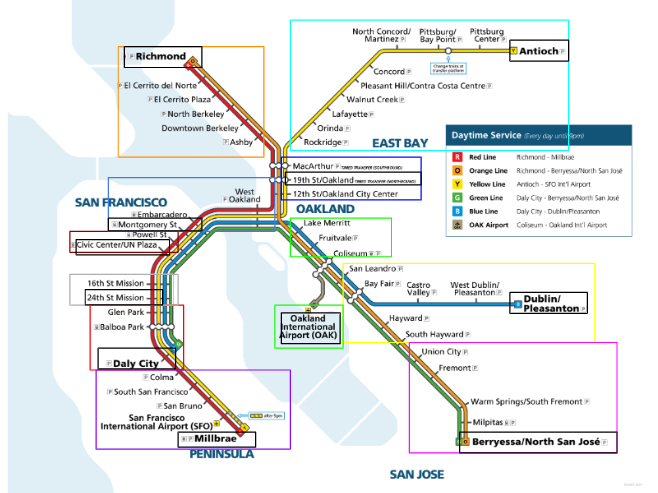 North Concord/
Martinez P
Pittsburg/
Bay Point P
Pittsburg
Center P
Antioch P
Change trains at
transfer platform
P Richmond
P El Cerrito del Norte
P El Cerrito Plaza
P North Berkeley
Downtown Berkeley
P Ashby
Concord P
Pleasant Hill/Contra Costa Centre P
Walnut Creek P
Lafayette P
Orinda P
Rockridge P
EAST BAY
Daytime Service (Every day until 9pm)
R Red Line Richmond - Millbrae
O Orange Line Richmond - Berryessa/North San José
Y Yellow Line Antioch - SFO Int'l Airport
G Green Line Daly City - Berryessa/North San José
B Blue Line Daly City - Dublin/Pleasanton
OAK Airport Coliseum - Oakland Int'l Airport
MacArthur P TIMED TRANSFER (SOUTHBOUND)
19th St/Oakland TIMED TRANSFER (NORTHBOUND)
12th St/Oakland City Center
West
P Oakland
SAN FRANCISCO
OAKLAND
Embarcadero
Montgomery St
Powell St
Civic Center/UN Plaza
16th St Mission
24th St Mission
Glen Park
Balboa Park
P Daly City
P Colma
P South San Francisco
P San Bruno
San Francisco
International Airport (SFO)
after 9pm
P Millbrae
PENINSULA
Lake Merritt
Fruitvale P
Coliseum P
Oakland
International
Airport (OAK)
San Leandro P
Bay Fair P
Castro
Valley P
West Dublin/
Pleasanton P
B Dublin/
Pleasanton P
Hayward P
South Hayward P
Union City P
Fremont P
Warm Springs/South Fremont P
Milpitas P
Berryessa/North San José P
SAN JOSE